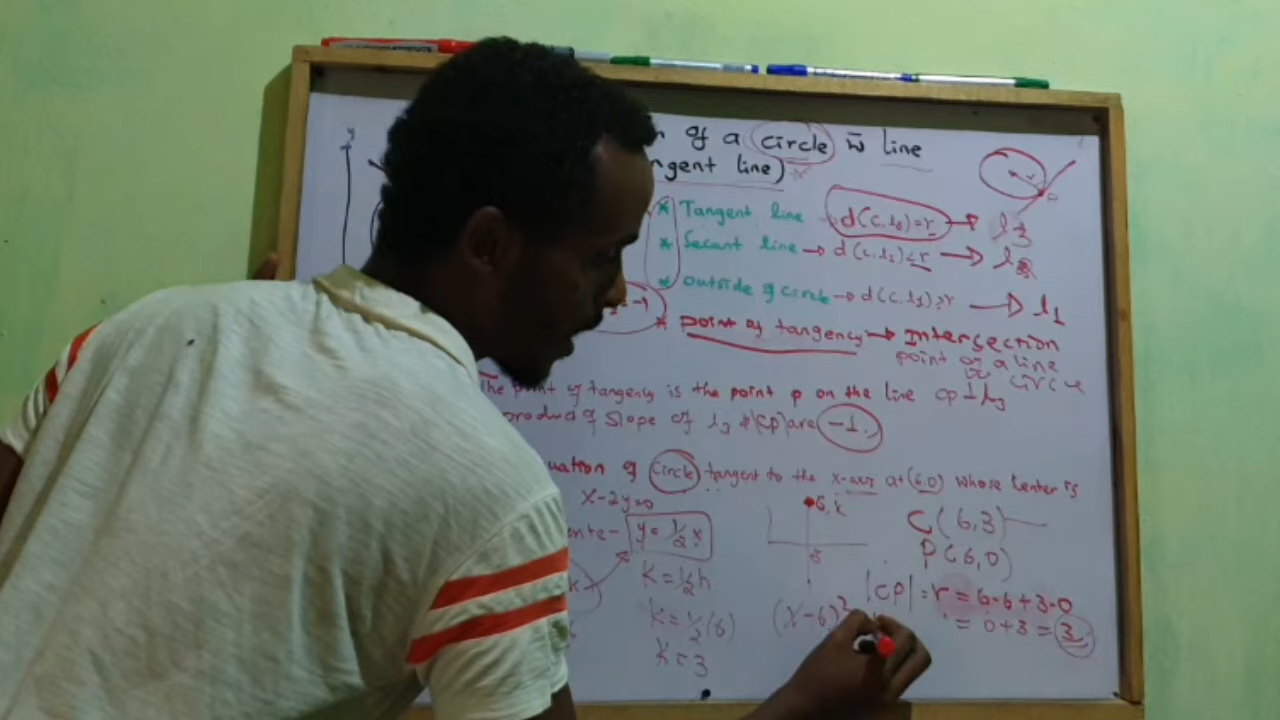 y
of a circle w̄ line
ngent line)
* Tangent line → d(c, l3) = r → l3
* Secant line → d(c, l2) < r → l2
* outside of circle → d(c, l1) > r → l1
* point of tangency → Intersection
point of a line
w̄ circle
The point of tangency is the point p on the line cp ⊥ l3
product of slope of l3 & |cp| are -1.
uation of circle tangent to the x-axis at (6,0) whose center is
x-2y=0
y = 1/2 x
k = 1/2 h
k = 1/2 (6)
k = 3
6, k
6
C(6,3)
P(6,0)
|CP| = r = 6-6+3-0
= 0+3 = 3
(x-6)²